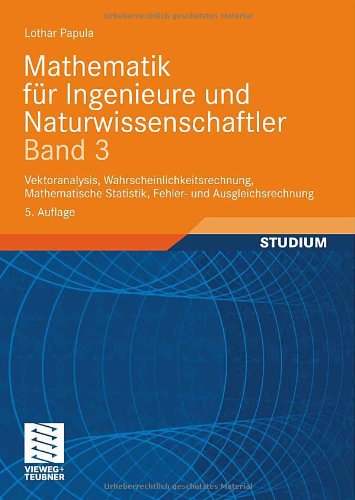 Urheberrechtlich geschütztes Material
Lothar Papula
Mathematik
für Ingenieure und
Naturwissenschaftler
Band 3
Vektoranalysis, Wahrscheinlichkeitsrechnung,
Mathematische Statistik, Fehler- und Ausgleichsrechnung
5. Auflage
STUDIUM
VIEWEG+
TEUBNER
Urheberrechtlich geschütztes Material